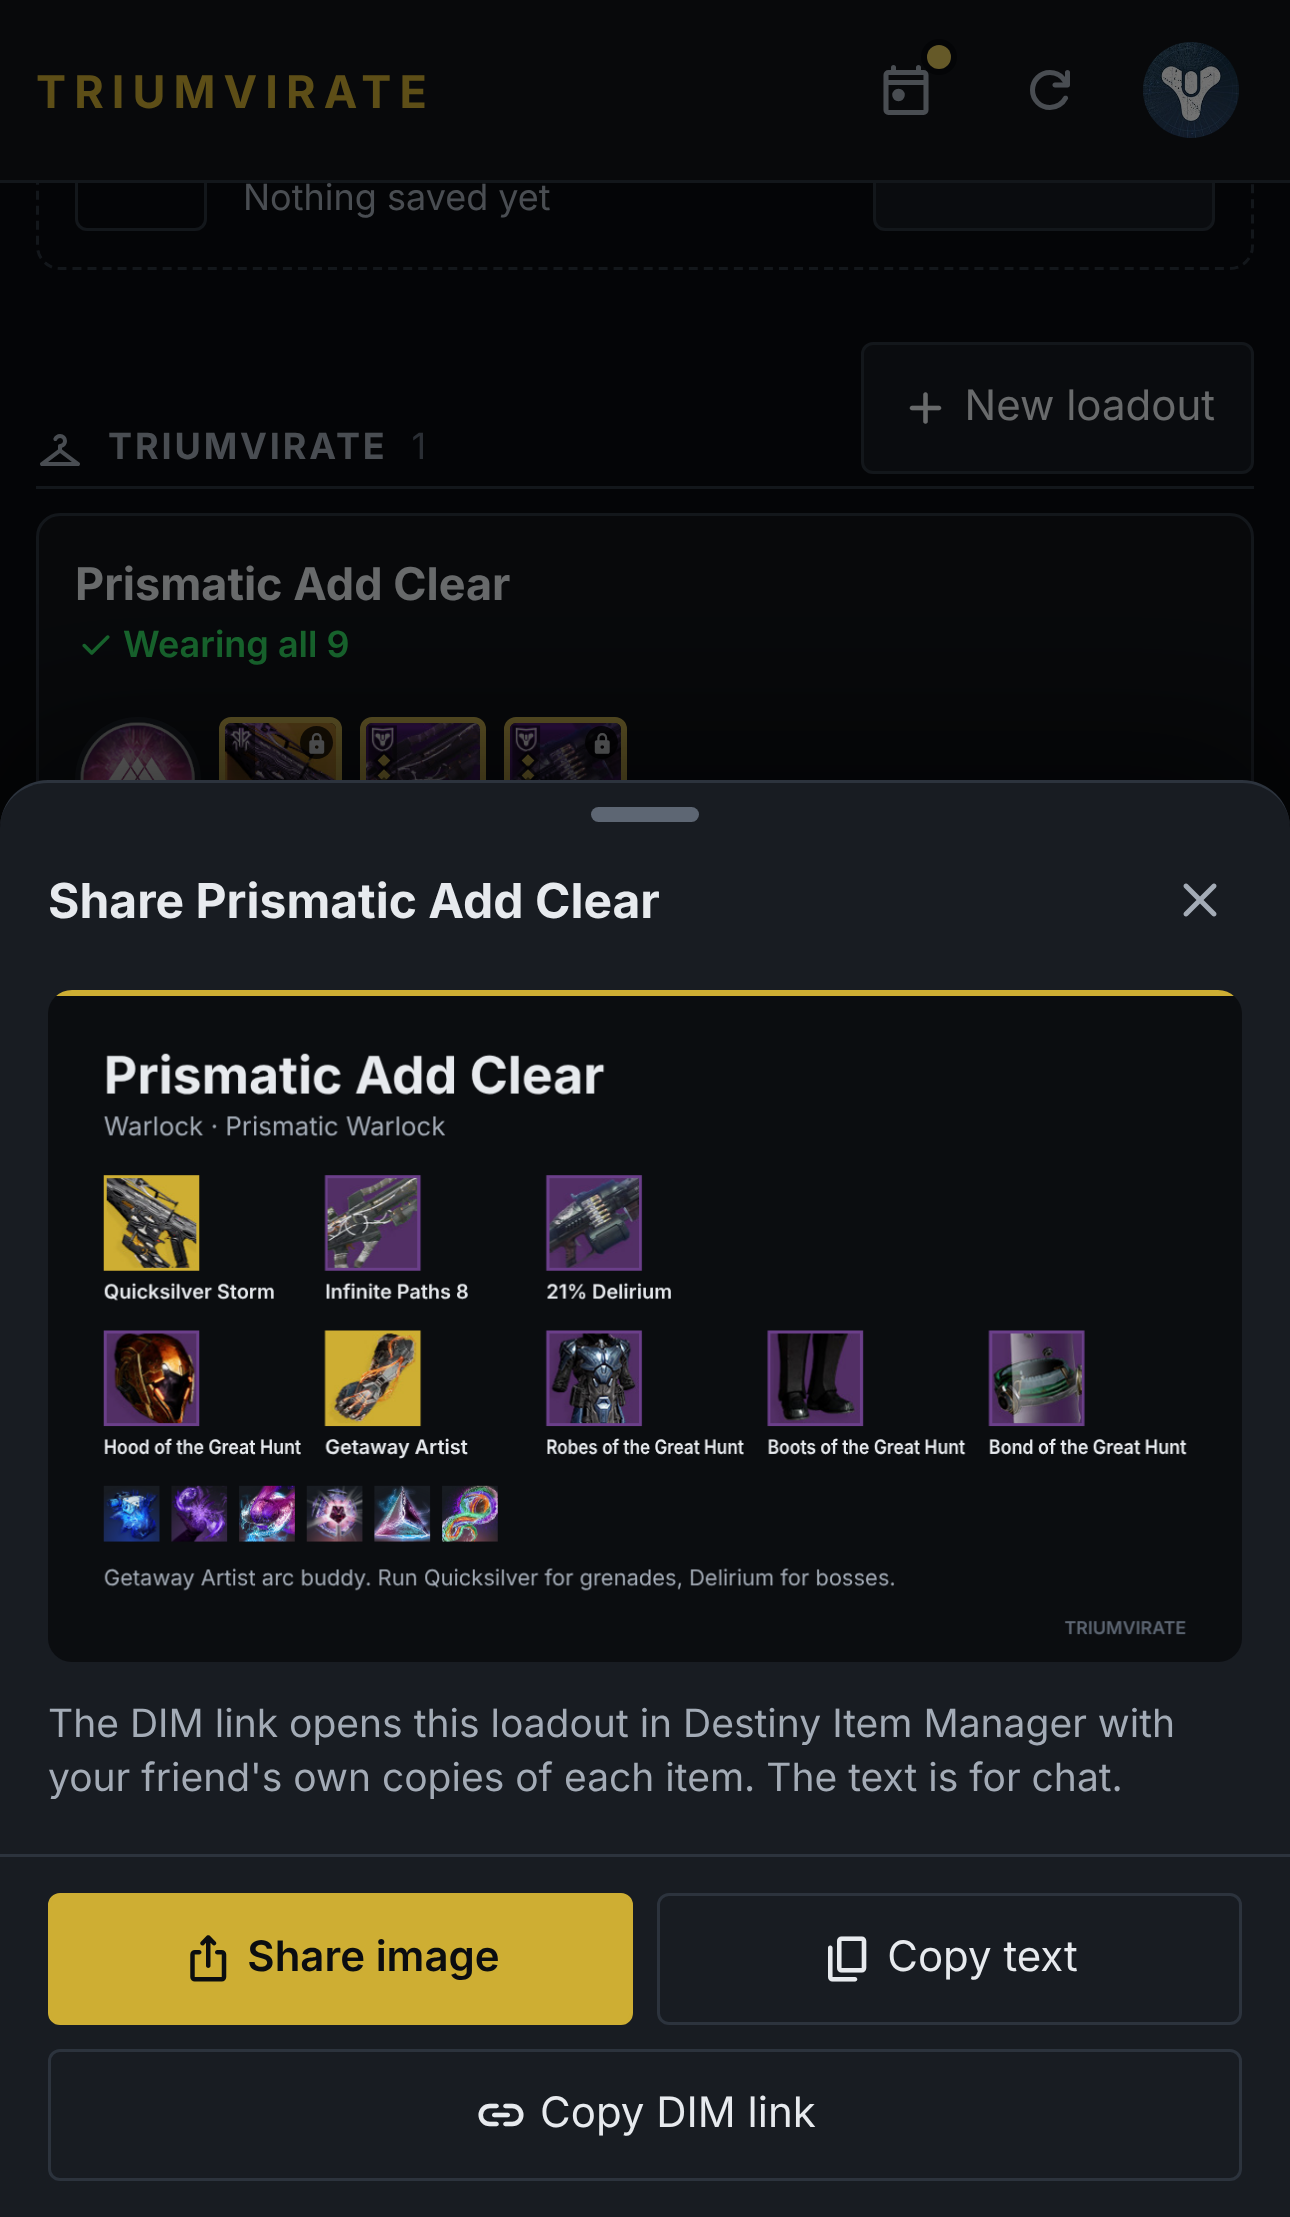 TRIUMVIRATE
Nothing saved yet
New loadout
TRIUMVIRATE 1
Prismatic Add Clear
Wearing all 9
Share Prismatic Add Clear
Prismatic Add Clear
Warlock · Prismatic Warlock
Quicksilver Storm
Infinite Paths 8
21% Delirium
Hood of the Great Hunt
Getaway Artist
Robes of the Great Hunt
Boots of the Great Hunt
Bond of the Great Hunt
Getaway Artist arc buddy. Run Quicksilver for grenades, Delirium for bosses.
TRIUMVIRATE
The DIM link opens this loadout in Destiny Item Manager with
your friend's own copies of each item. The text is for chat.
Share image
Copy text
Copy DIM link